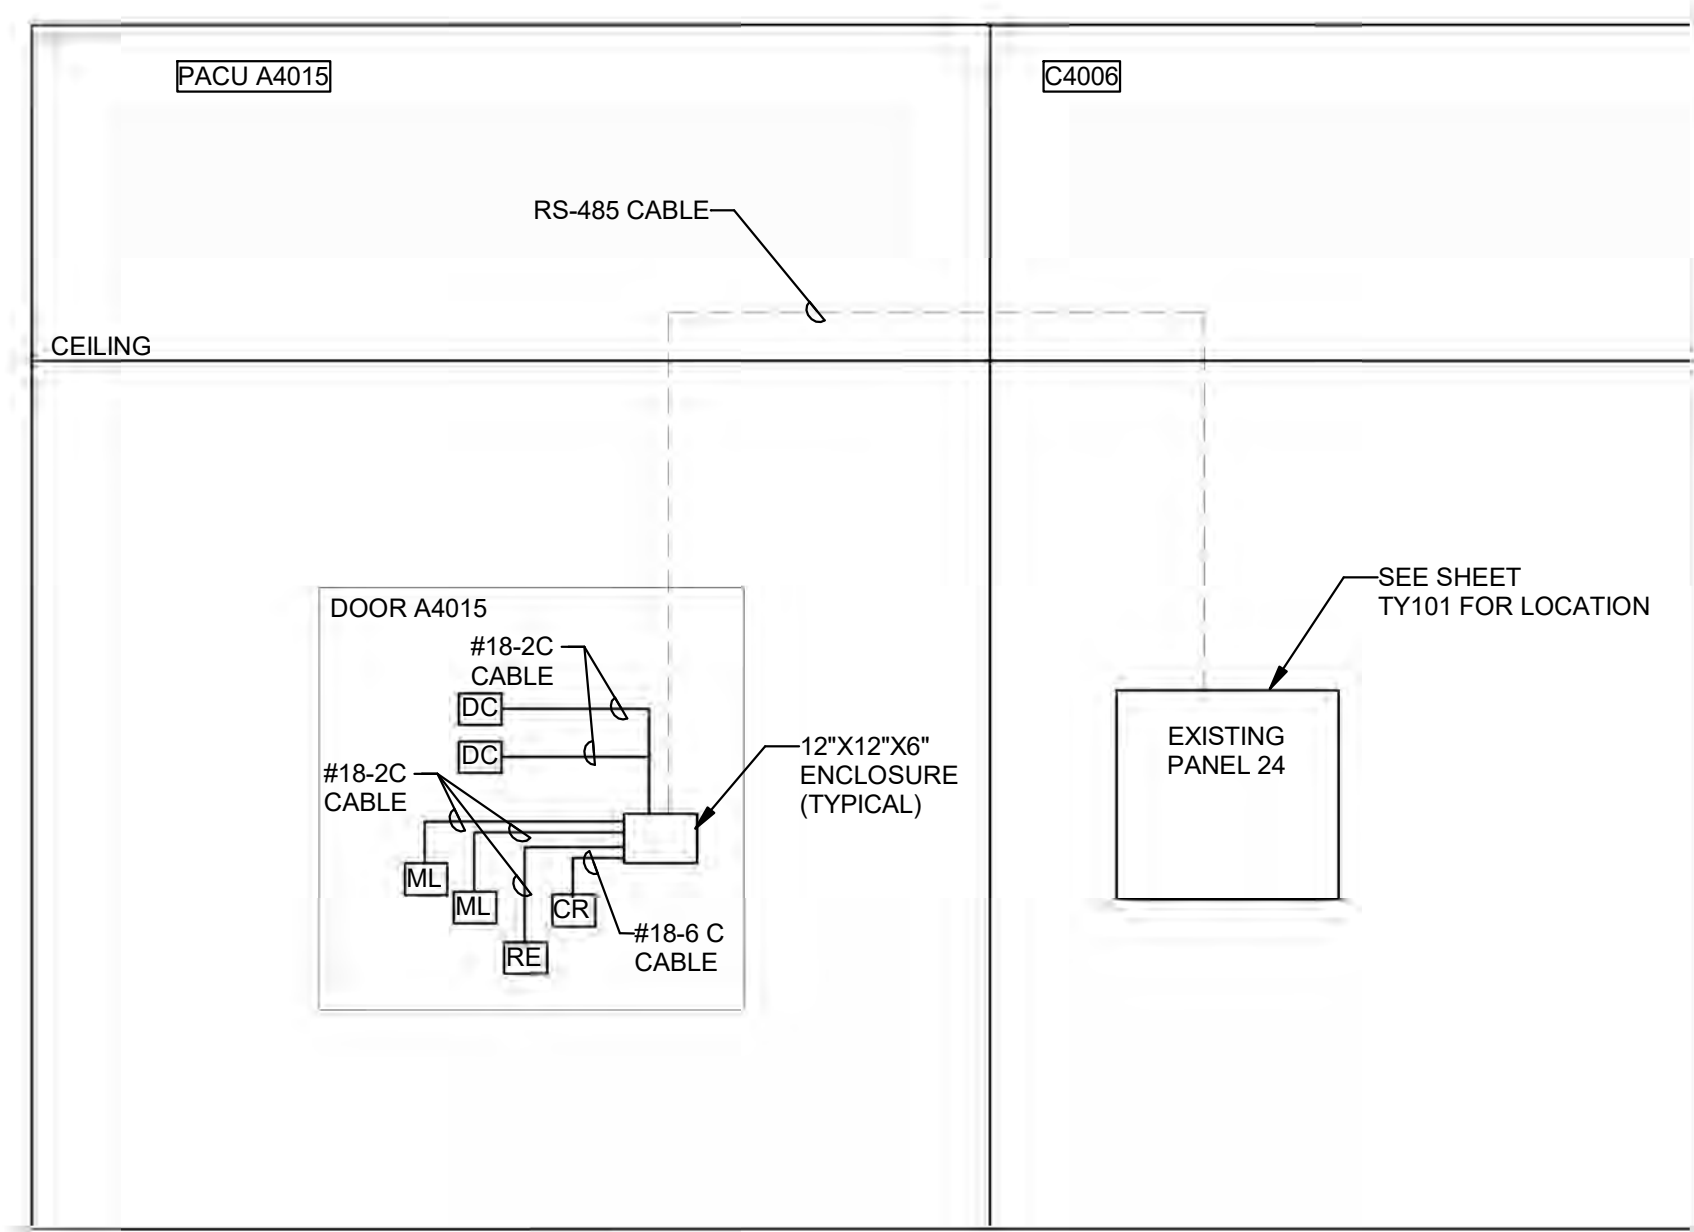 PACU A4015
C4006
RS-485 CABLE
CEILING
SEE SHEET
TY101 FOR LOCATION
DOOR A4015
#18-2C
CABLE
DC
DC
#18-2C
CABLE
12"X12"X6"
ENCLOSURE
(TYPICAL)
EXISTING
PANEL 24
ML
ML
CR
RE
#18-6 C
CABLE